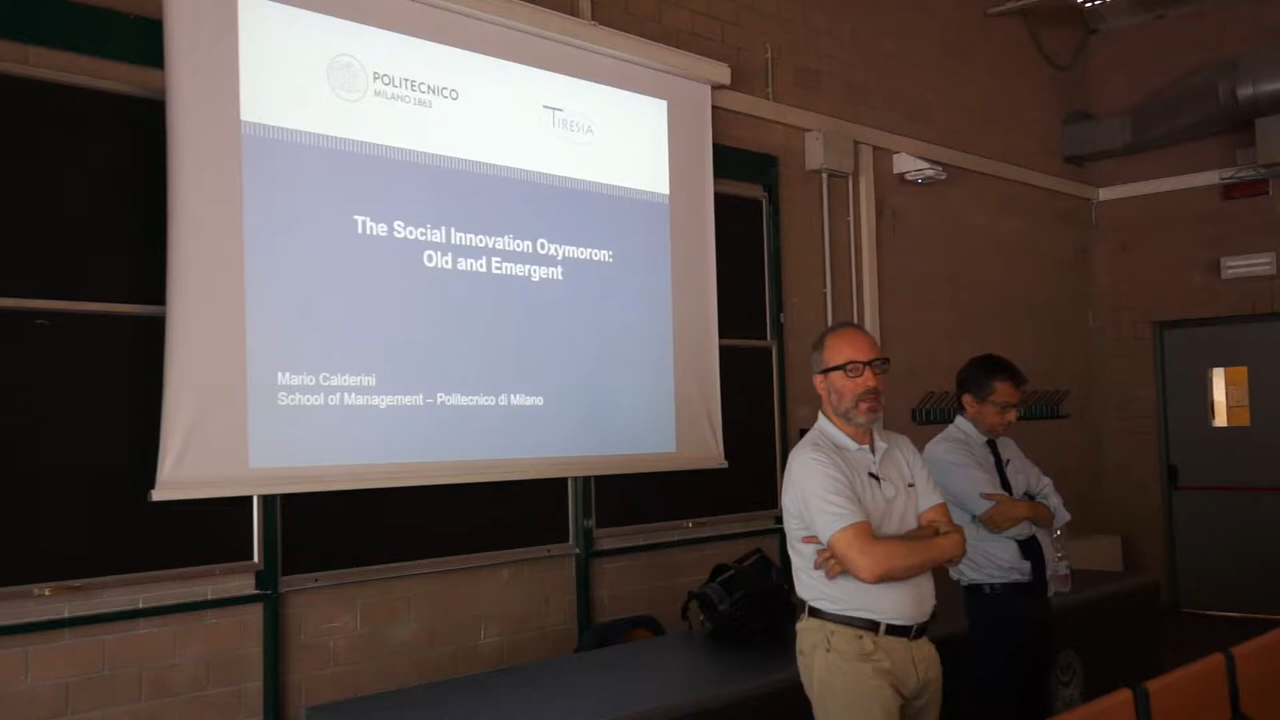 POLITECNICO
MILANO 1863
TIRESIA
The Social Innovation Oxymoron:
Old and Emergent
Mario Calderini
School of Management – Politecnico di Milano